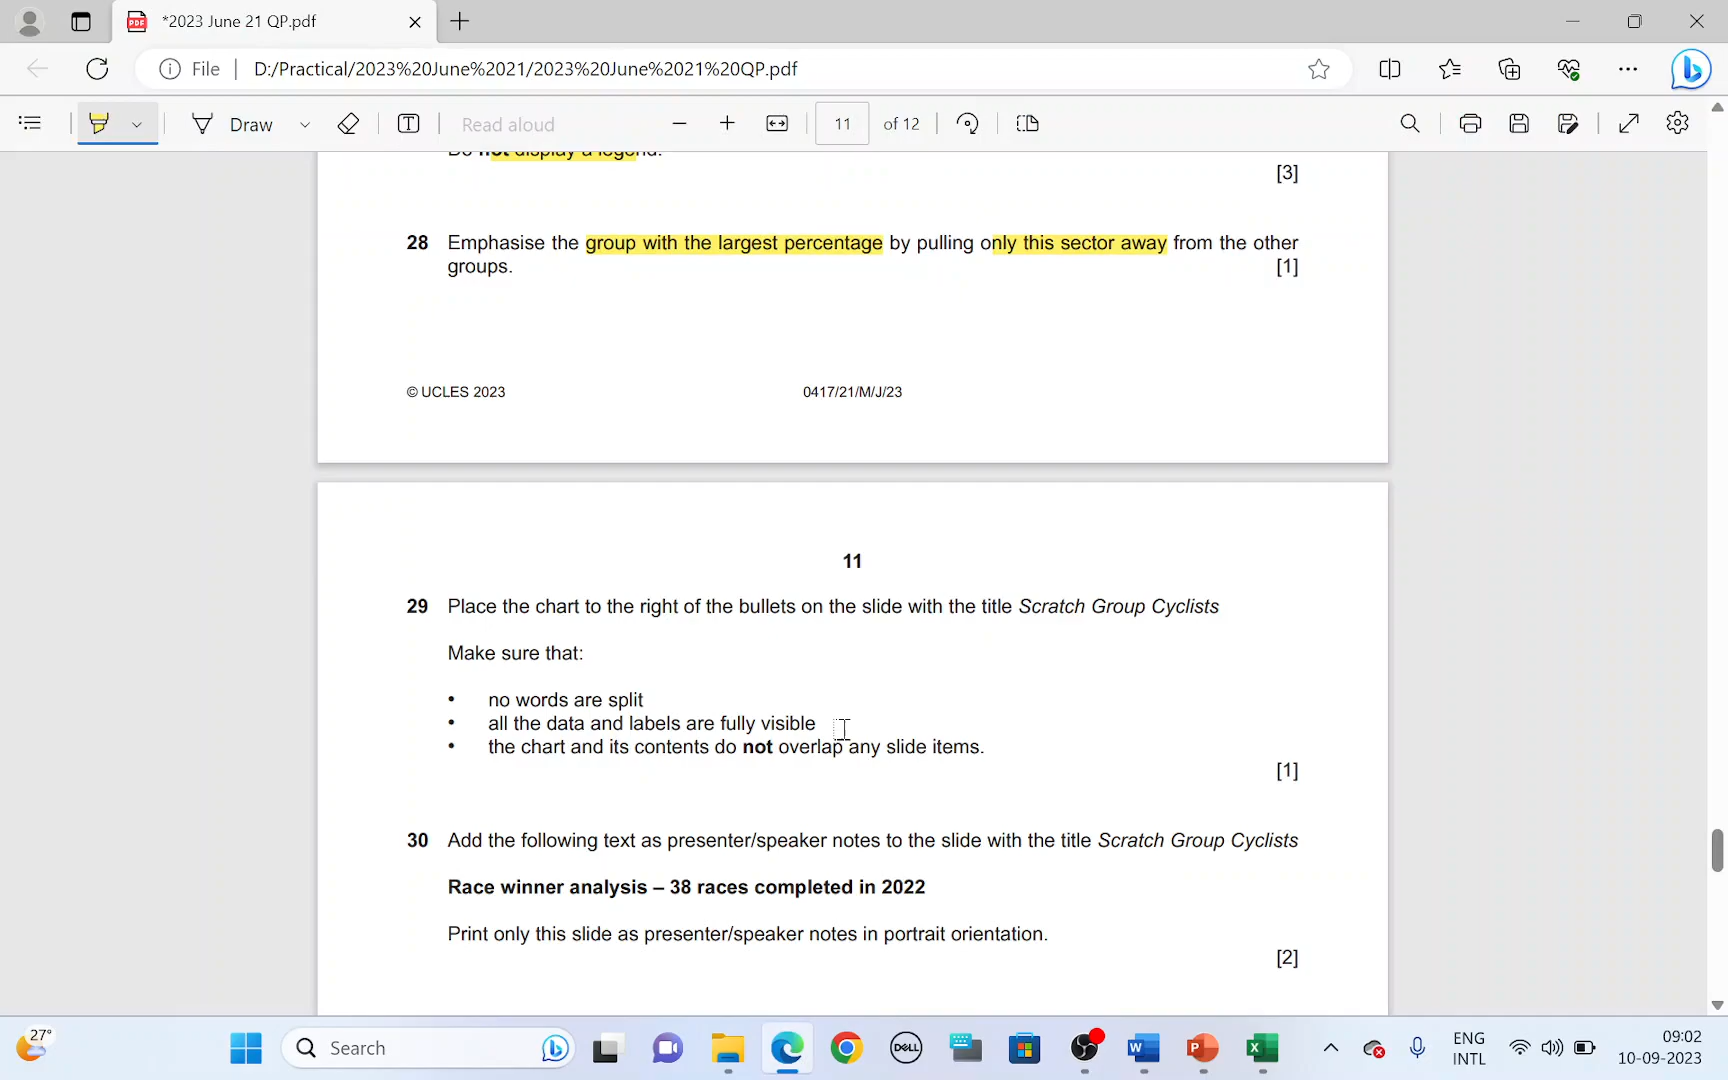 *2023 June 21 QP.pdf
File
D:/Practical/2023%20June%2021/2023%20June%2021%20QP.pdf
Draw
Read aloud
11
of 12
Do not display a legend.
[3]
28 Emphasise the group with the largest percentage by pulling only this sector away from the other
groups. [1]
© UCLES 2023 0417/21/M/J/23
11
29 Place the chart to the right of the bullets on the slide with the title Scratch Group Cyclists
Make sure that:
• no words are split
• all the data and labels are fully visible
• the chart and its contents do not overlap any slide items.
[1]
30 Add the following text as presenter/speaker notes to the slide with the title Scratch Group Cyclists
Race winner analysis – 38 races completed in 2022
Print only this slide as presenter/speaker notes in portrait orientation.
[2]
27°
Search
DELL
ENG
INTL
09:02
10-09-2023